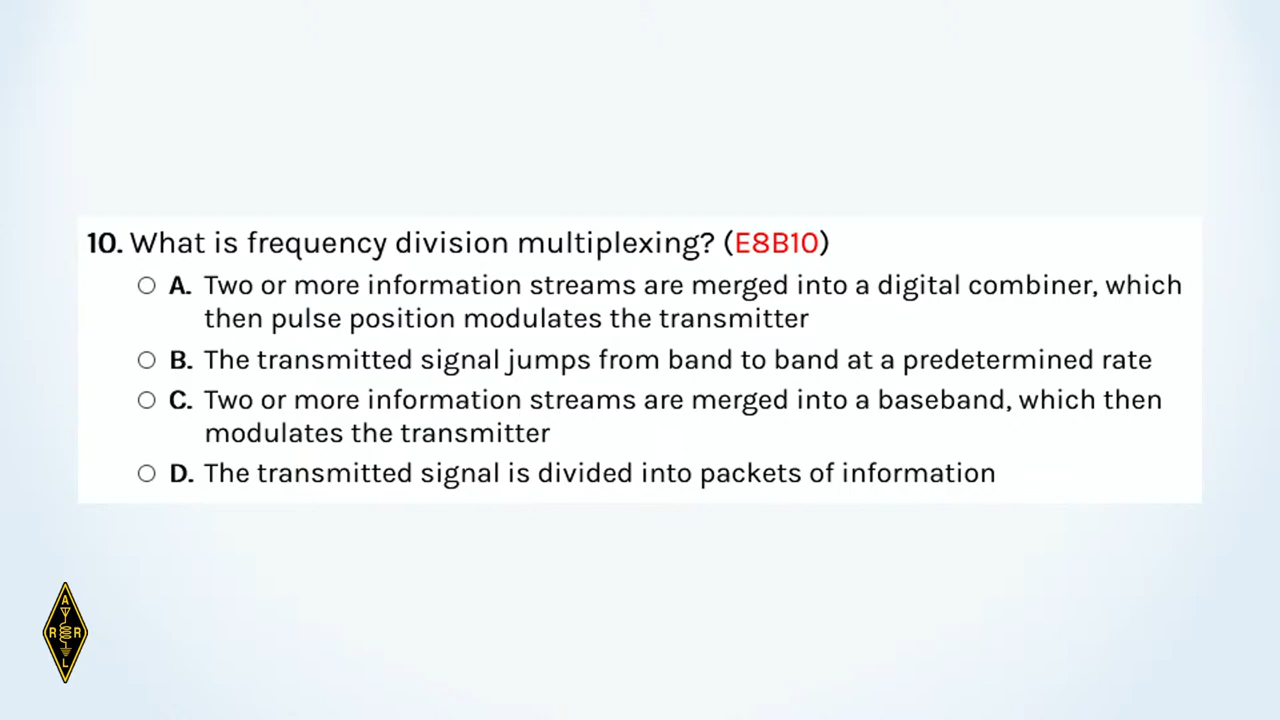 10. What is frequency division multiplexing? (E8B10)
A. Two or more information streams are merged into a digital combiner, which
then pulse position modulates the transmitter
B. The transmitted signal jumps from band to band at a predetermined rate
C. Two or more information streams are merged into a baseband, which then
modulates the transmitter
D. The transmitted signal is divided into packets of information
A
R R
L